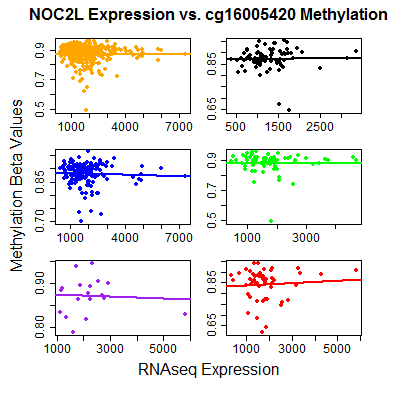 NOC2L Expression vs. cg16005420 Methylation
Methylation Beta Values
0.5 0.7 0.9
1000 4000 7000
0.65 0.85
500 1500 2500
0.70 0.85
1000 4000 7000
0.5 0.7 0.9
1000 3000
0.80 0.90
1000 3000 5000
0.65 0.85
1000 3000 5000
RNAseq Expression